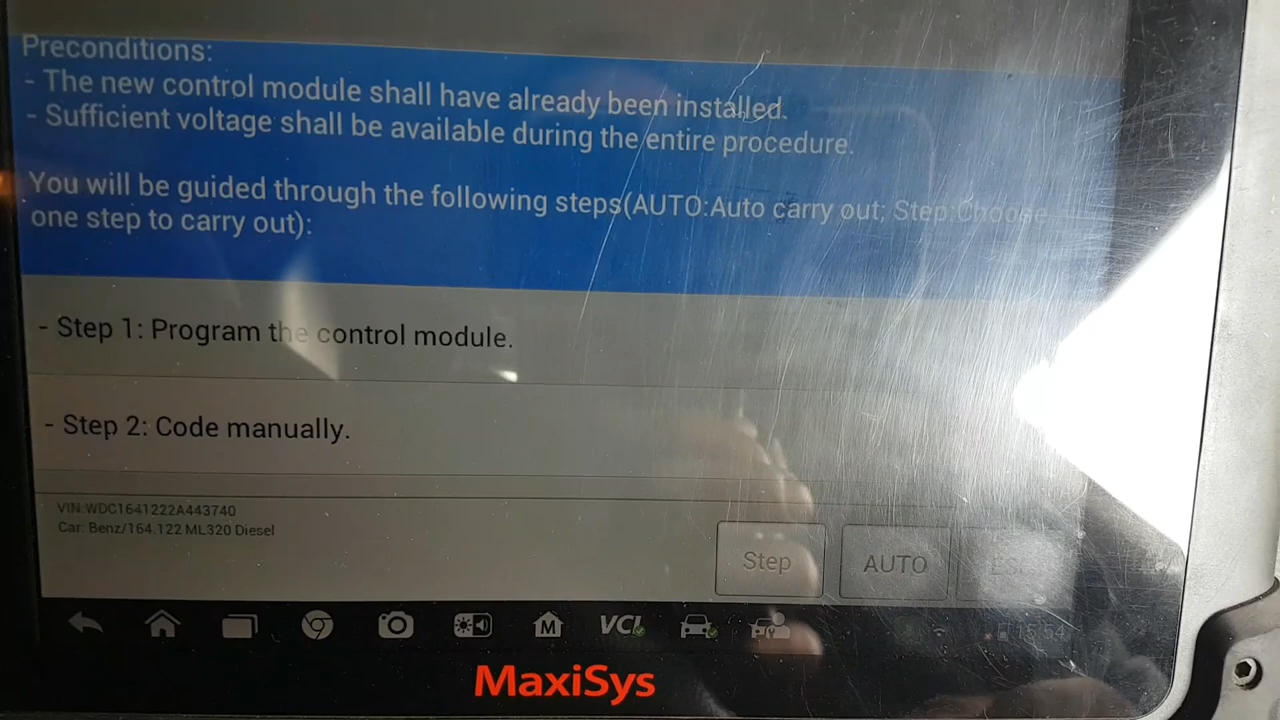 Preconditions:
- The new control module shall have already been installed.
- Sufficient voltage shall be available during the entire procedure.
You will be guided through the following steps(AUTO:Auto carry out; Step:Choose
one step to carry out):
- Step 1: Program the control module.
- Step 2: Code manually.
VIN:WDC1641222A443740
Car: Benz/164.122 ML320 Diesel
Step
AUTO
ESC
M
VCI
15:54
MaxiSys